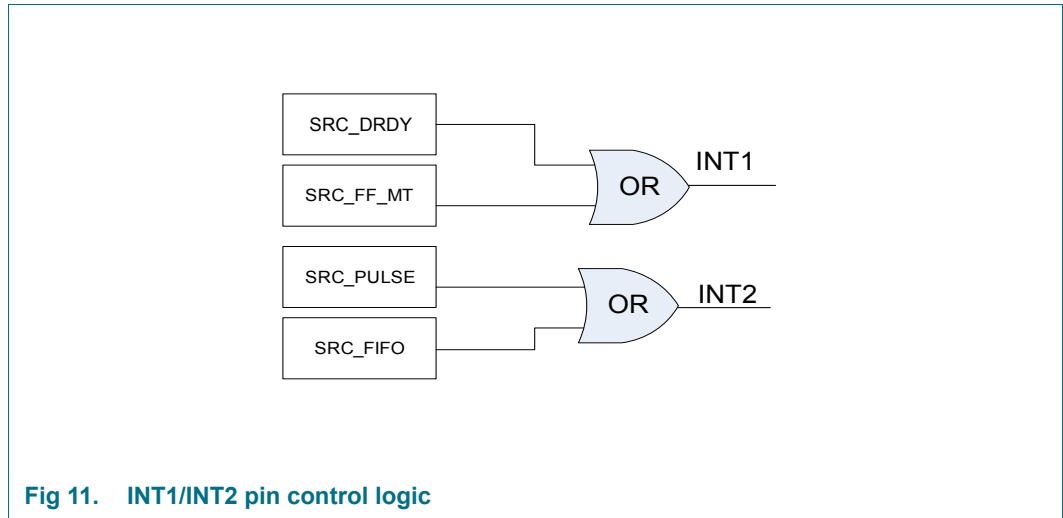 SRC_DRDY
SRC_FF_MT
OR
INT1
SRC_PULSE
SRC_FIFO
OR
INT2
Fig 11. INT1/INT2 pin control logic